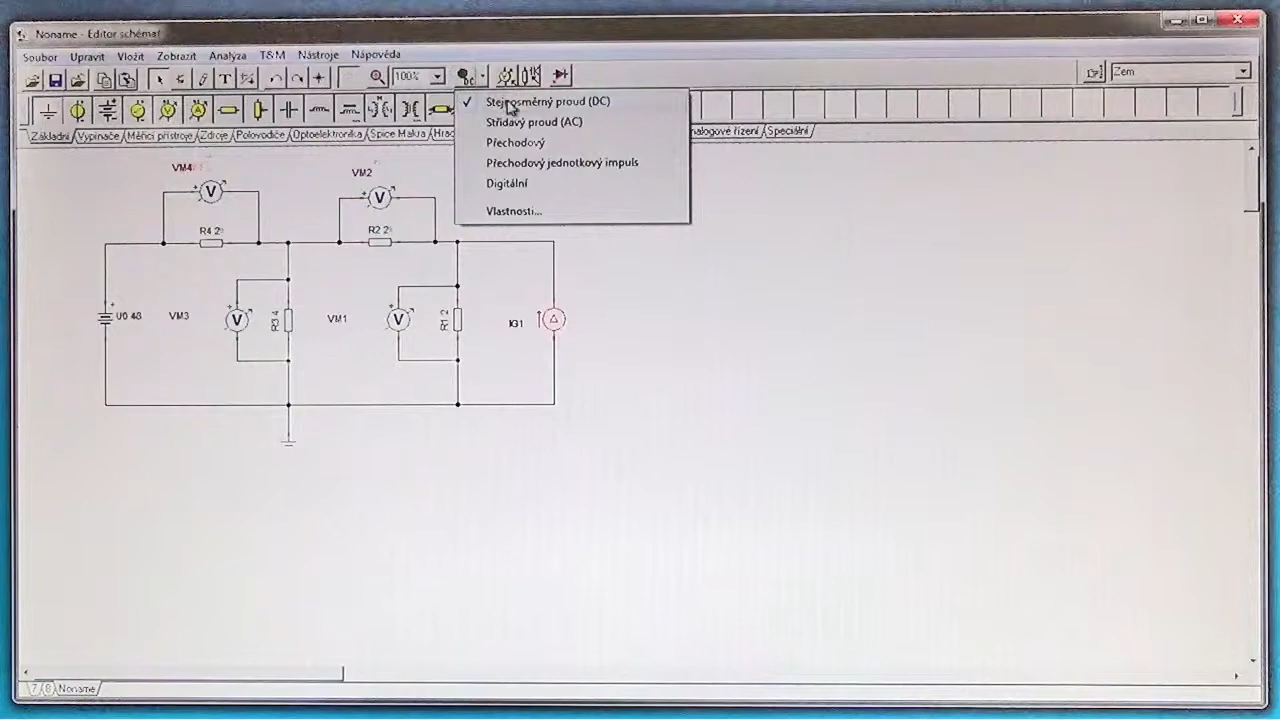 Noname - Editor schémat
Soubor Upravit Vložit Zobrazit Analýza T&M Nástroje Nápověda
T 100% DC Zem
Základní Vypínače Měřicí přístroje Zdroje Polovodiče Optoelektronika Spice Makra Analogové řízení Speciální
Stejnosměrný proud (DC)
Střídavý proud (AC)
Přechodový
Přechodový jednotkový impuls
Digitální
Vlastnosti...
VM4
VM2
V
V
R4 2
R2 2
U0 48
VM3
V
R3 4
VM1
V
R1 2
IG1
Noname